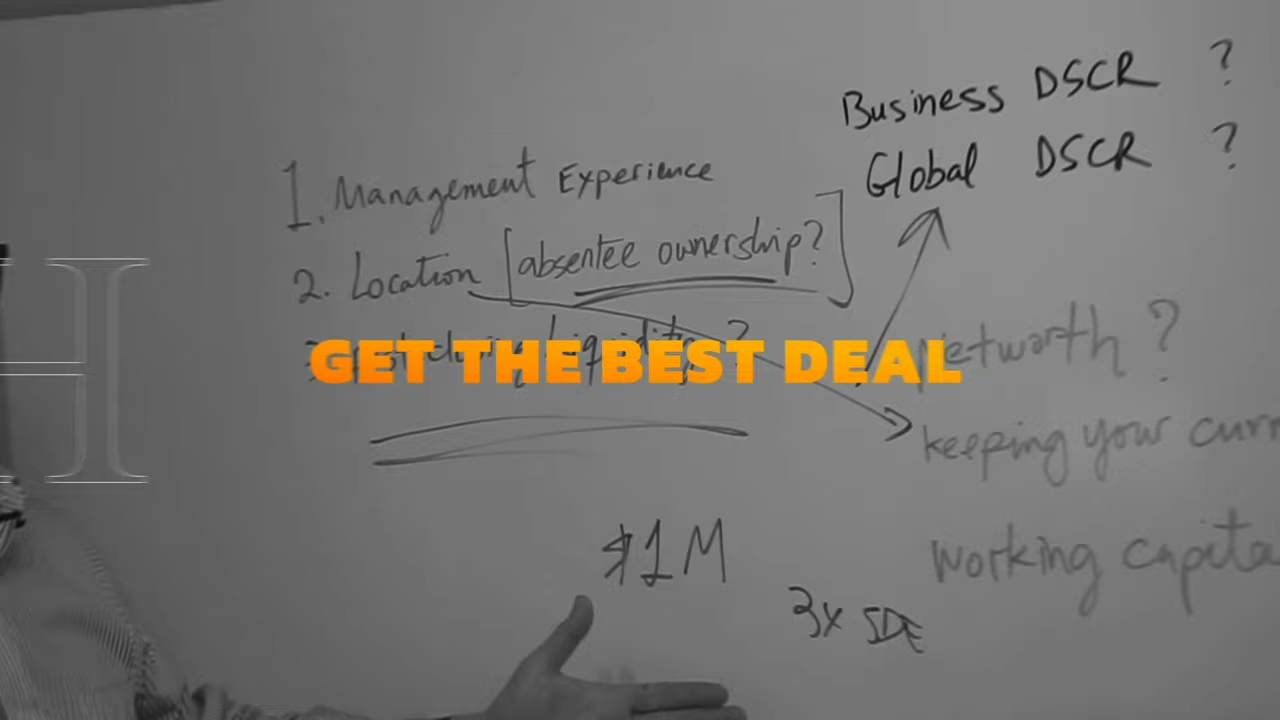 Business DSCR ?
Global DSCR ?
1. Management Experience
2. Location [absentee ownership?]
liquidity ?
GET THE BEST DEAL
Networth ?
keeping your curr
working capita
$1M
3x SDE
H